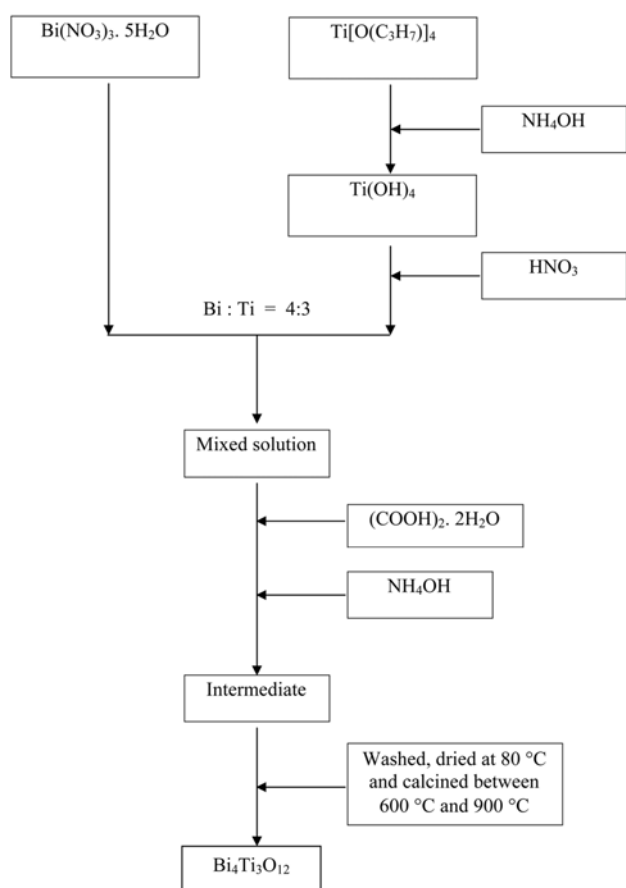 Bi(NO₃)₃. 5H₂O
Ti[O(C₃H₇)]₄
NH₄OH
Ti(OH)₄
HNO₃
Bi : Ti = 4:3
Mixed solution
(COOH)₂. 2H₂O
NH₄OH
Intermediate
Washed, dried at 80 °C
and calcined between
600 °C and 900 °C
Bi₄Ti₃O₁₂